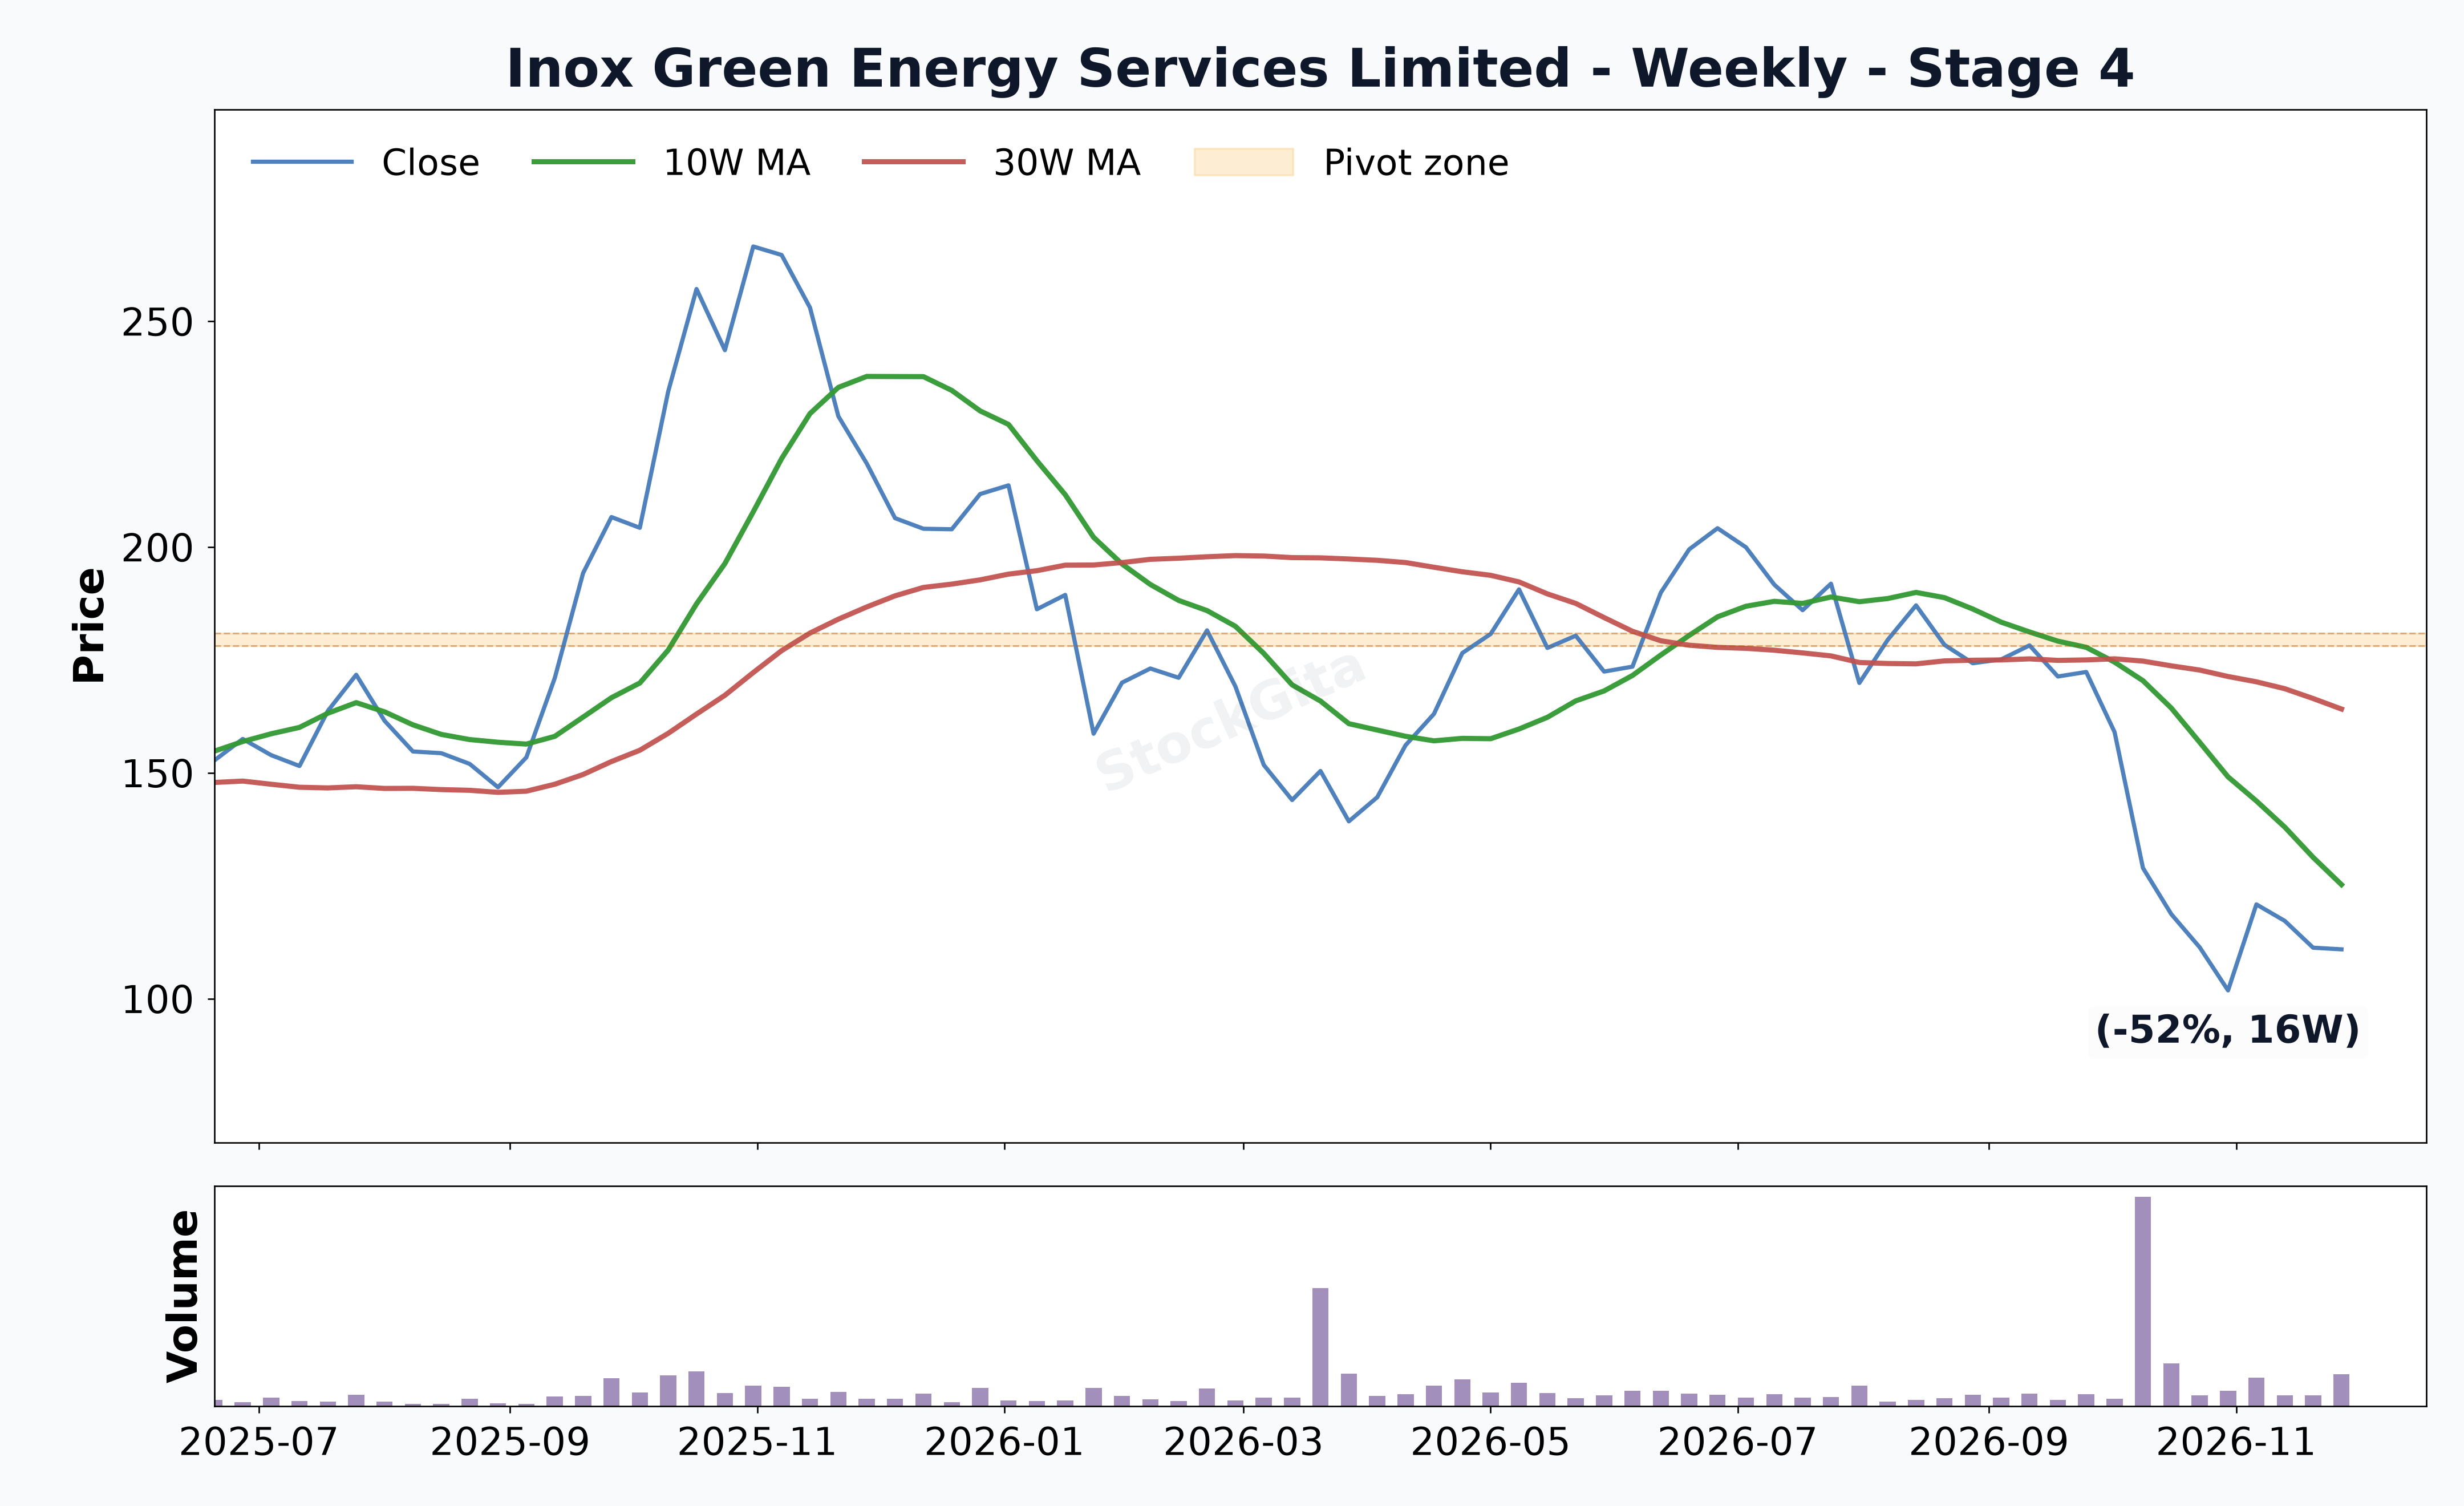 Inox Green Energy Services Limited - Weekly - Stage 4
Close 10W MA 30W MA Pivot zone
Price
250
200
150
100
StockGita
(-52%, 16W)
Volume
2025-07 2025-09 2025-11 2026-01 2026-03 2026-05 2026-07 2026-09 2026-11